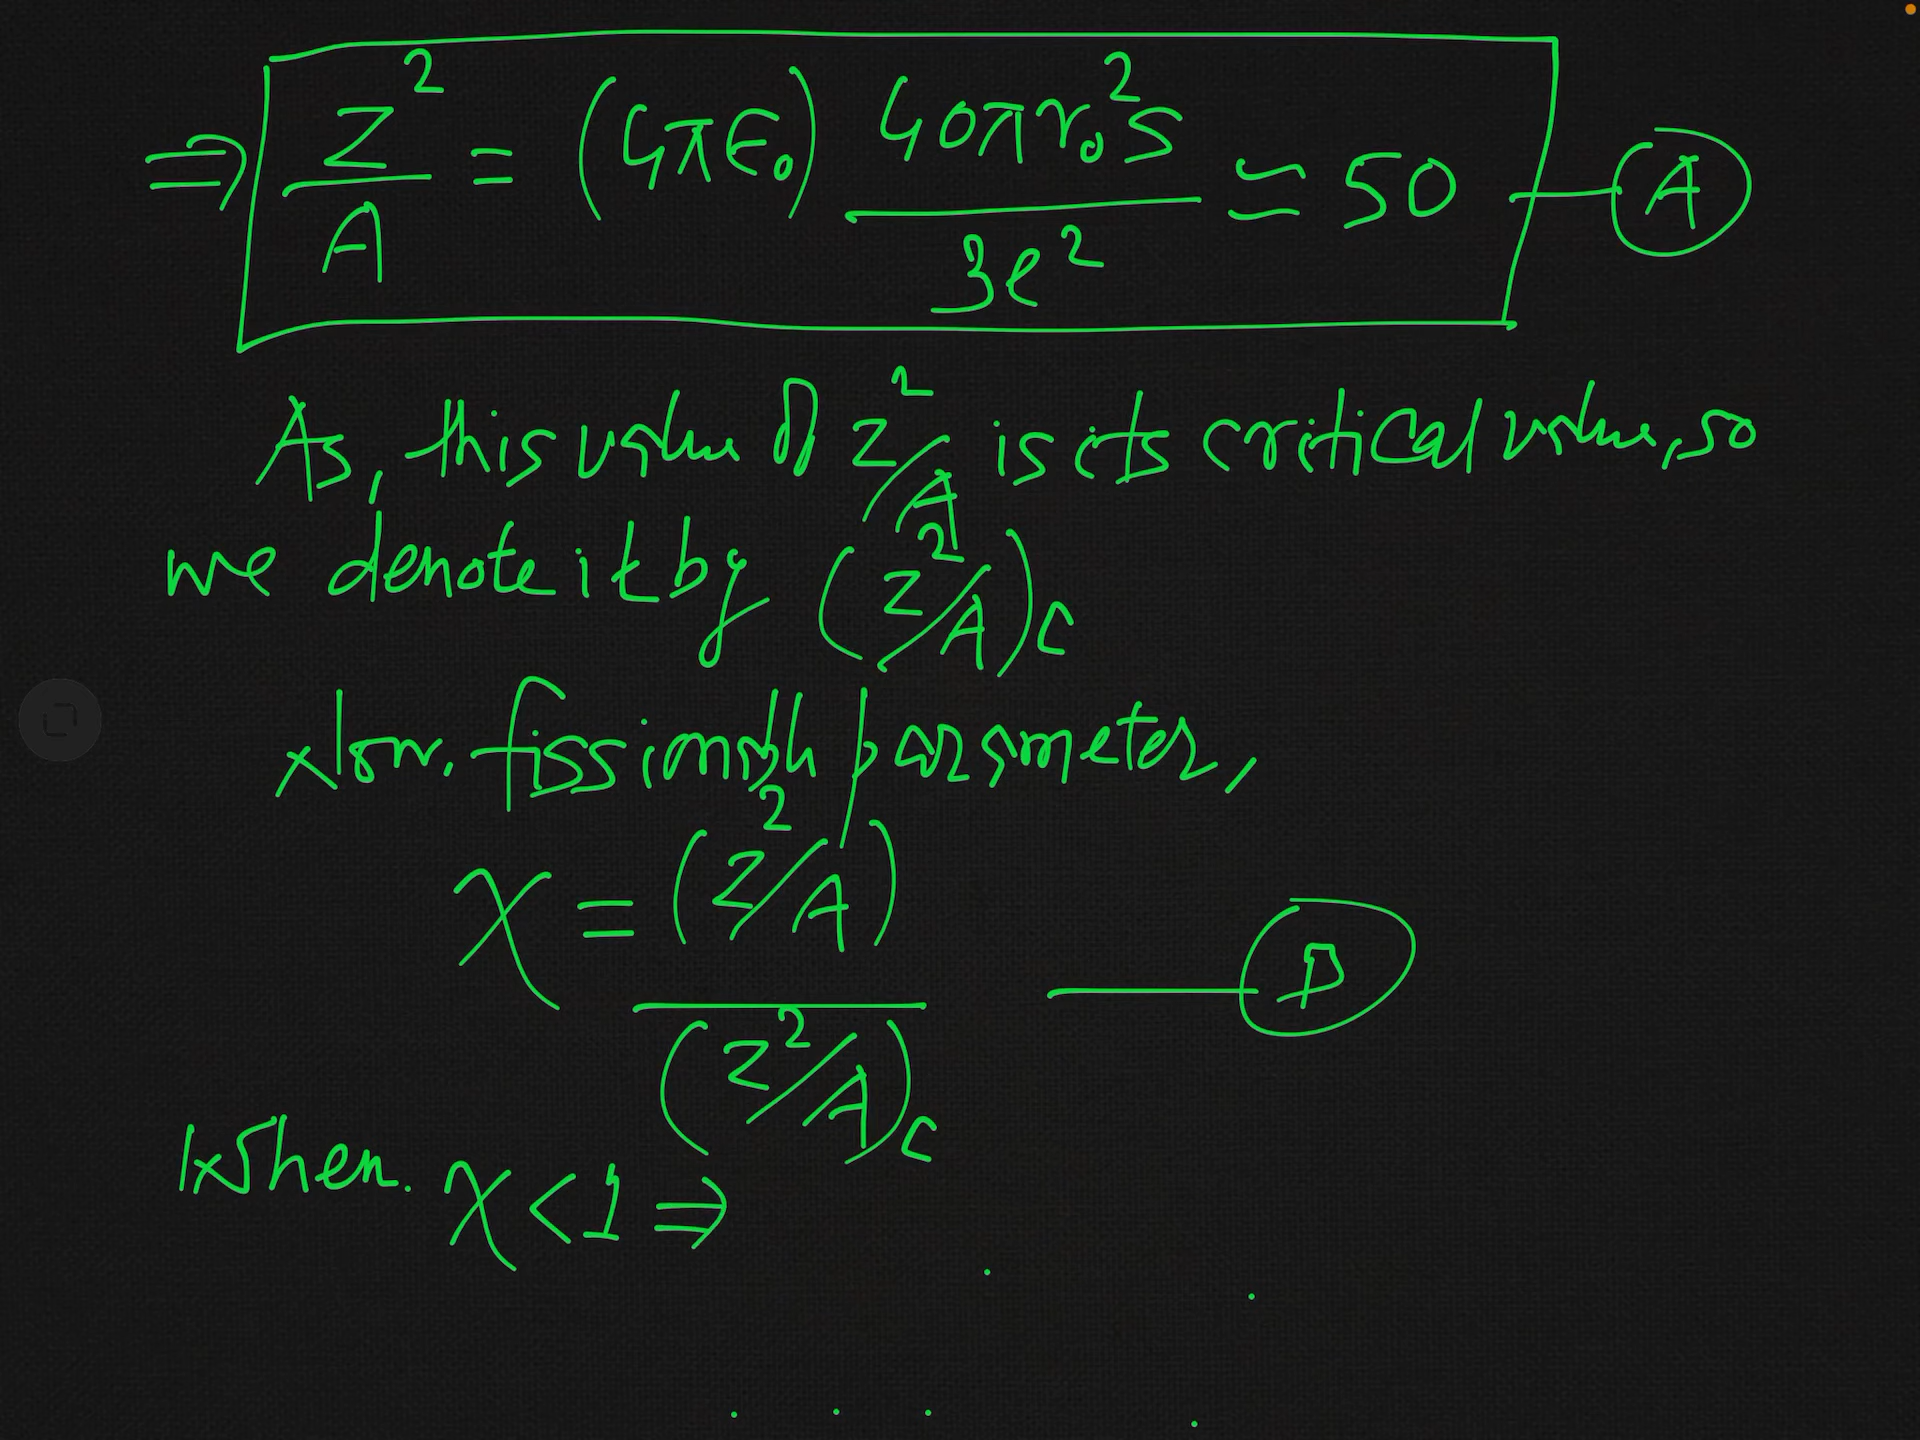 ⇒ Z²/A = (4πε₀) 40πr₀²s / 3e² ≃ 50 — (A)
As, this value of Z²/A is its critical value, so
we denote it by (Z²/A)c
Now, fissionability parameter,
χ = (Z²/A) / (Z²/A)c — (B)
When χ < 1 ⇒